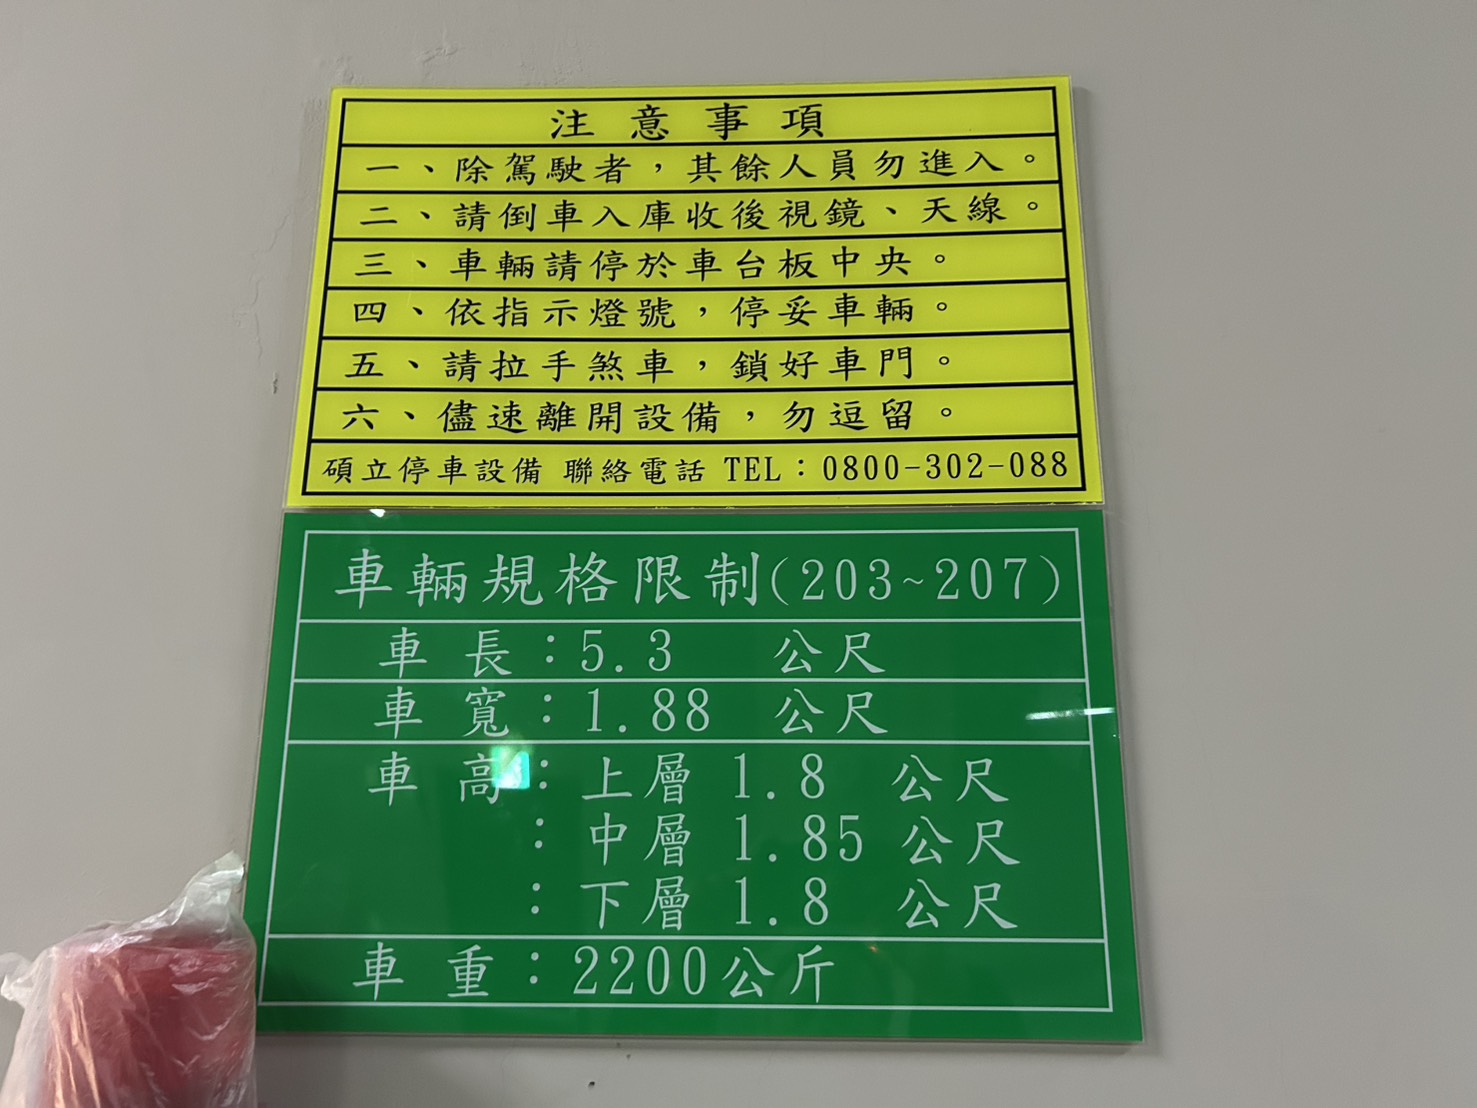 注意事項
一、除駕駛者，其餘人員勿進入。
二、請倒車入庫收後視鏡、天線。
三、車輛請停於車台板中央。
四、依指示燈號，停妥車輛。
五、請拉手煞車，鎖好車門。
六、儘速離開設備，勿逗留。
碩立停車設備 聯絡電話 TEL：0800-302-088
車輛規格限制(203~207)
車長：5.3 公尺
車寬：1.88 公尺
車高：上層 1.8 公尺
：中層 1.85 公尺
：下層 1.8 公尺
車重：2200公斤